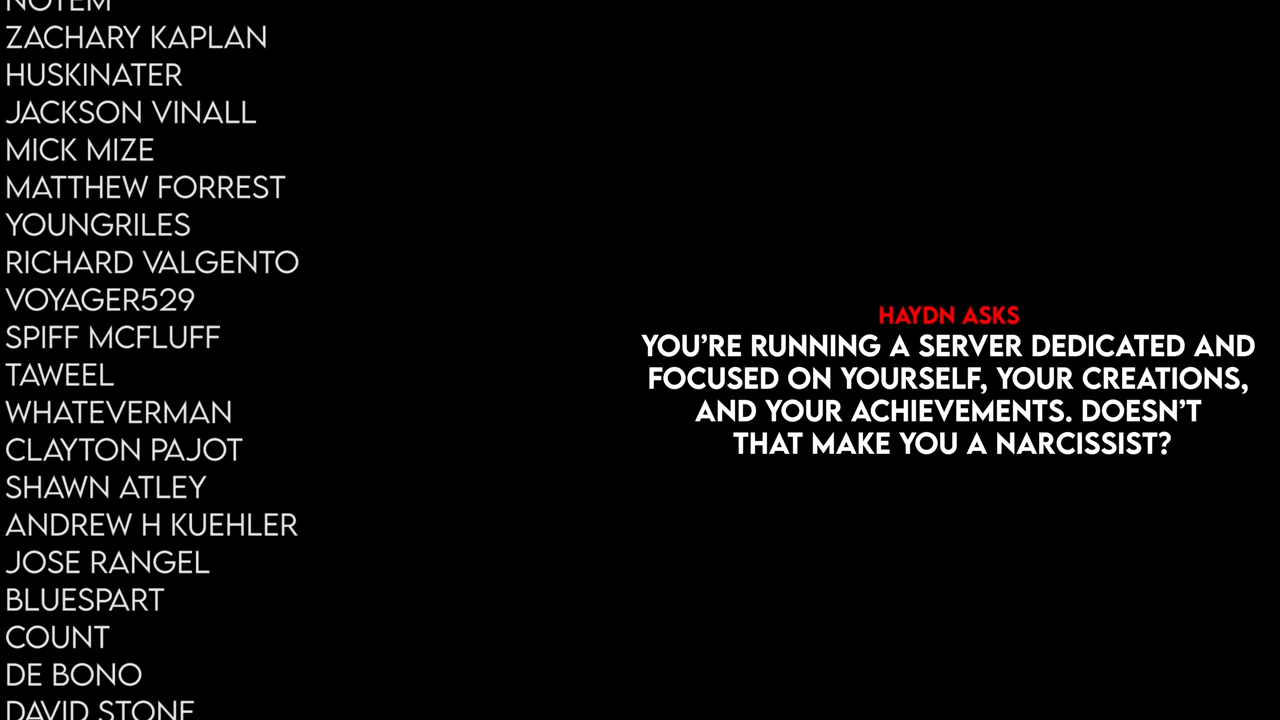 NOTEM
ZACHARY KAPLAN
HUSKINATER
JACKSON VINALL
MICK MIZE
MATTHEW FORREST
YOUNGRILES
RICHARD VALGENTO
VOYAGER529
SPIFF MCFLUFF
TAWEEL
WHATEVERMAN
CLAYTON PAJOT
SHAWN ATLEY
ANDREW H KUEHLER
JOSE RANGEL
BLUESPART
COUNT
DE BONO
DAVID STONE
HAYDN ASKS
YOU’RE RUNNING A SERVER DEDICATED AND
FOCUSED ON YOURSELF, YOUR CREATIONS,
AND YOUR ACHIEVEMENTS. DOESN’T
THAT MAKE YOU A NARCISSIST?